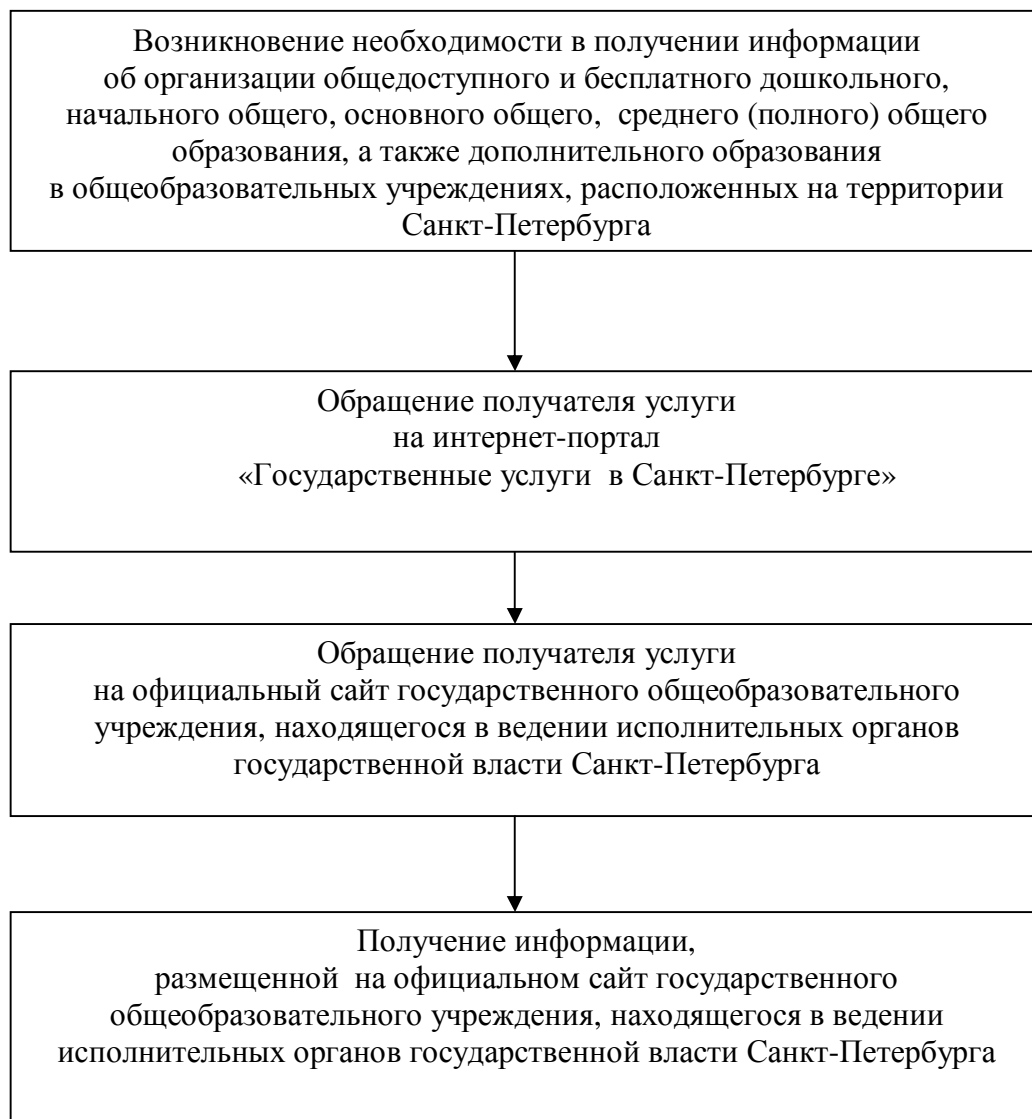 Возникновение необходимости в получении информации
об организации общедоступного и бесплатного дошкольного,
начального общего, основного общего, среднего (полного) общего
образования, а также дополнительного образования
в общеобразовательных учреждениях, расположенных на территории
Санкт-Петербурга
Обращение получателя услуги
на интернет-портал
«Государственные услуги в Санкт-Петербурге»
Обращение получателя услуги
на официальный сайт государственного общеобразовательного
учреждения, находящегося в ведении исполнительных органов
государственной власти Санкт-Петербурга
Получение информации,
размещенной на официальном сайт государственного
общеобразовательного учреждения, находящегося в ведении
исполнительных органов государственной власти Санкт-Петербурга